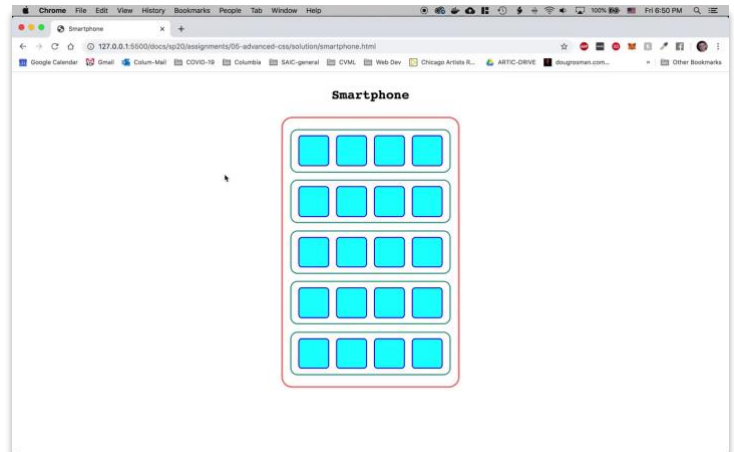 Chrome File Edit View History Bookmarks People Tab Window Help 100% Fri 6:50 PM
Smartphone
127.0.0.1:5500/docs/sp20/assignments/05-advanced-css/solution/smartphone.html
Google Calendar Gmail Colum-Mail COVID-19 Columbia SAIC-general CVML Web Dev Chicago Artists R... ARTIC-DRIVE dougrosman.com... Other Bookmarks
Smartphone